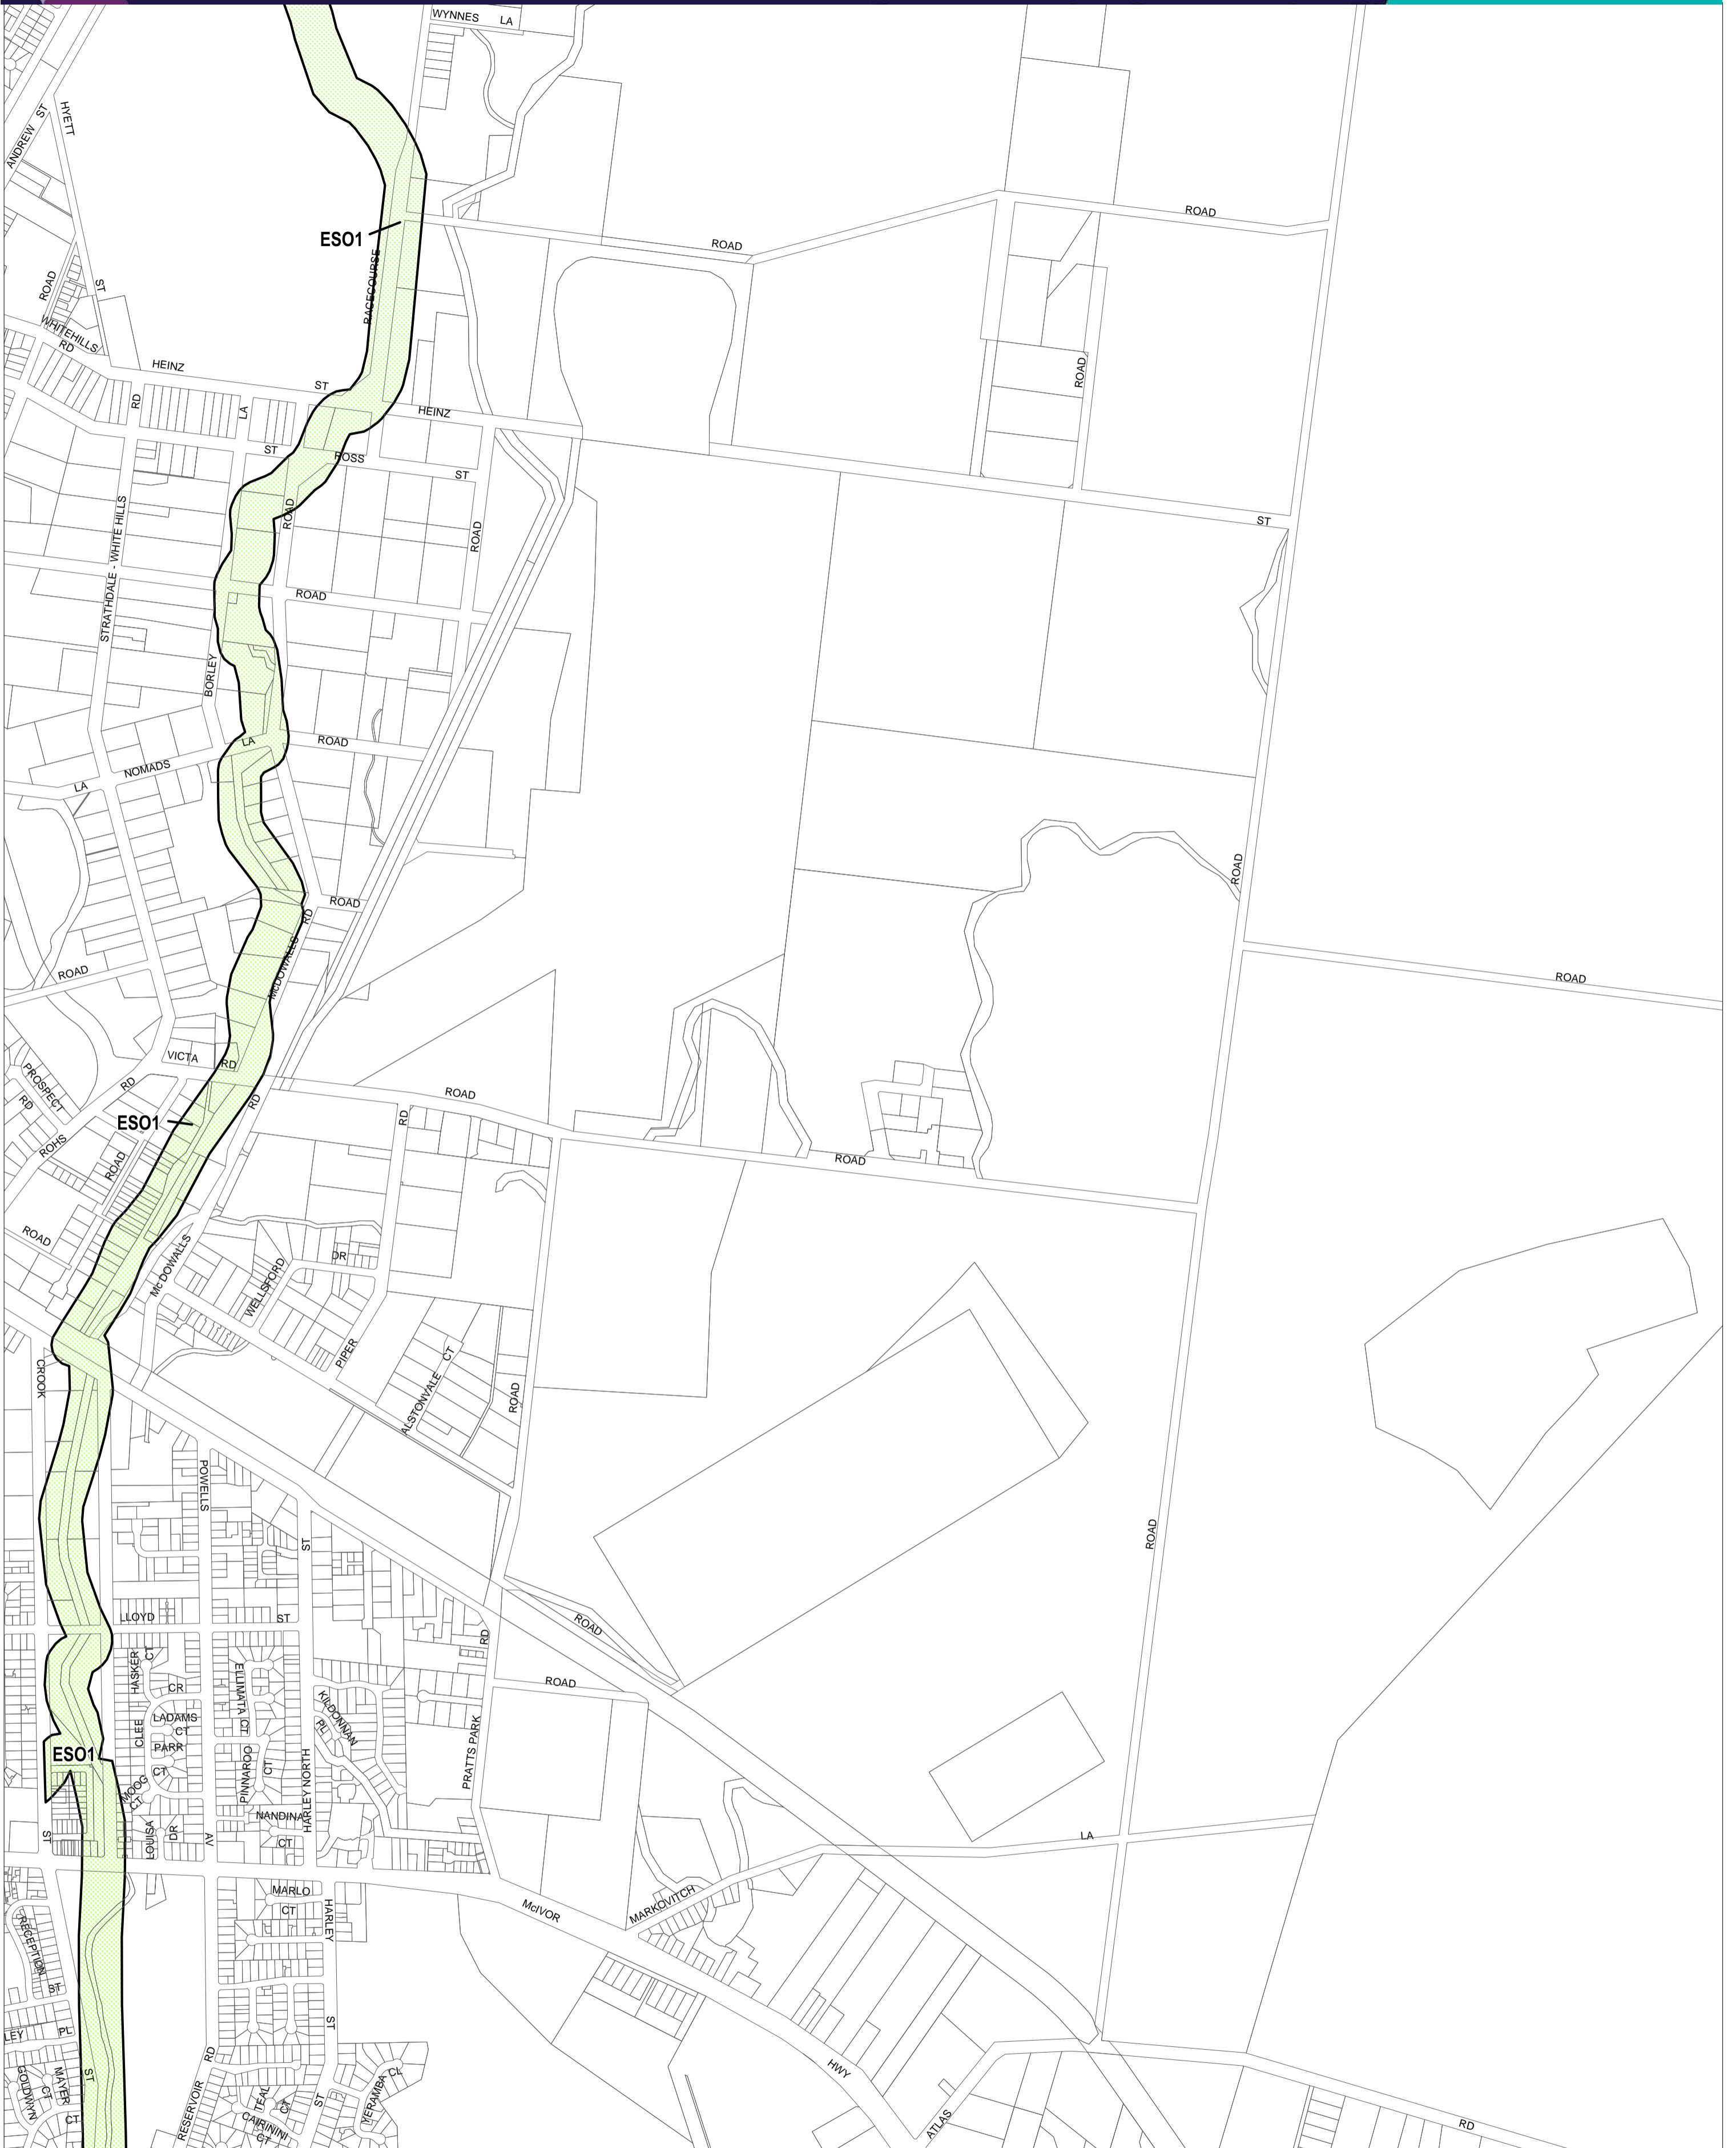 WYNNES LA
ANDREW ST
HYETT
ST
ROAD
ESO1
ROAD
ROAD
RACECOURSE
ROAD
WHITEHILLS
RD
HEINZ
ST
RD
LA
HEINZ
ROAD
ST
ROSS
ST
ROAD
ROAD
ST
STRATHDALE - WHITE HILLS
ROAD
BORLEY
LA
ROAD
NOMADS
LA
ROAD
ROAD
RD
McDOWALLS
ROAD
ROAD
VICTA
RD
PROSPECT
RD
RD
RD
ROAD
RD
ESO1
ROHS
ROAD
ROAD
ROAD
DR
McDOWALLS
WELLSFORD
PIPER
CROOK
ALSTONVALE CT
ROAD
POWELLS
ST
ROAD
LLOYD
ST
ROAD
RD
HASKER
CT
ELUMATA CT
CR
ROAD
KILDONNAN
PL
LADAMS
CT
CLEE
PARR
CT
ESO1
PRATTS PARK
PINNAROO
CT
HARLEY NORTH
MOOG
CT
NANDINA
CT
ST
LOUISA
DR
AV
LA
MARLO
CT
HARLEY
McIVOR
MARKOVITCH
RECEPTION
ST
LEY
PL
ST
ST
RD
HWY
GOLDWYN
CT
MAYER
CT
RESERVOIR
TEAL
CT
CAIRININI
CT
ST
YERAMBA
CL
ATLAS
RD